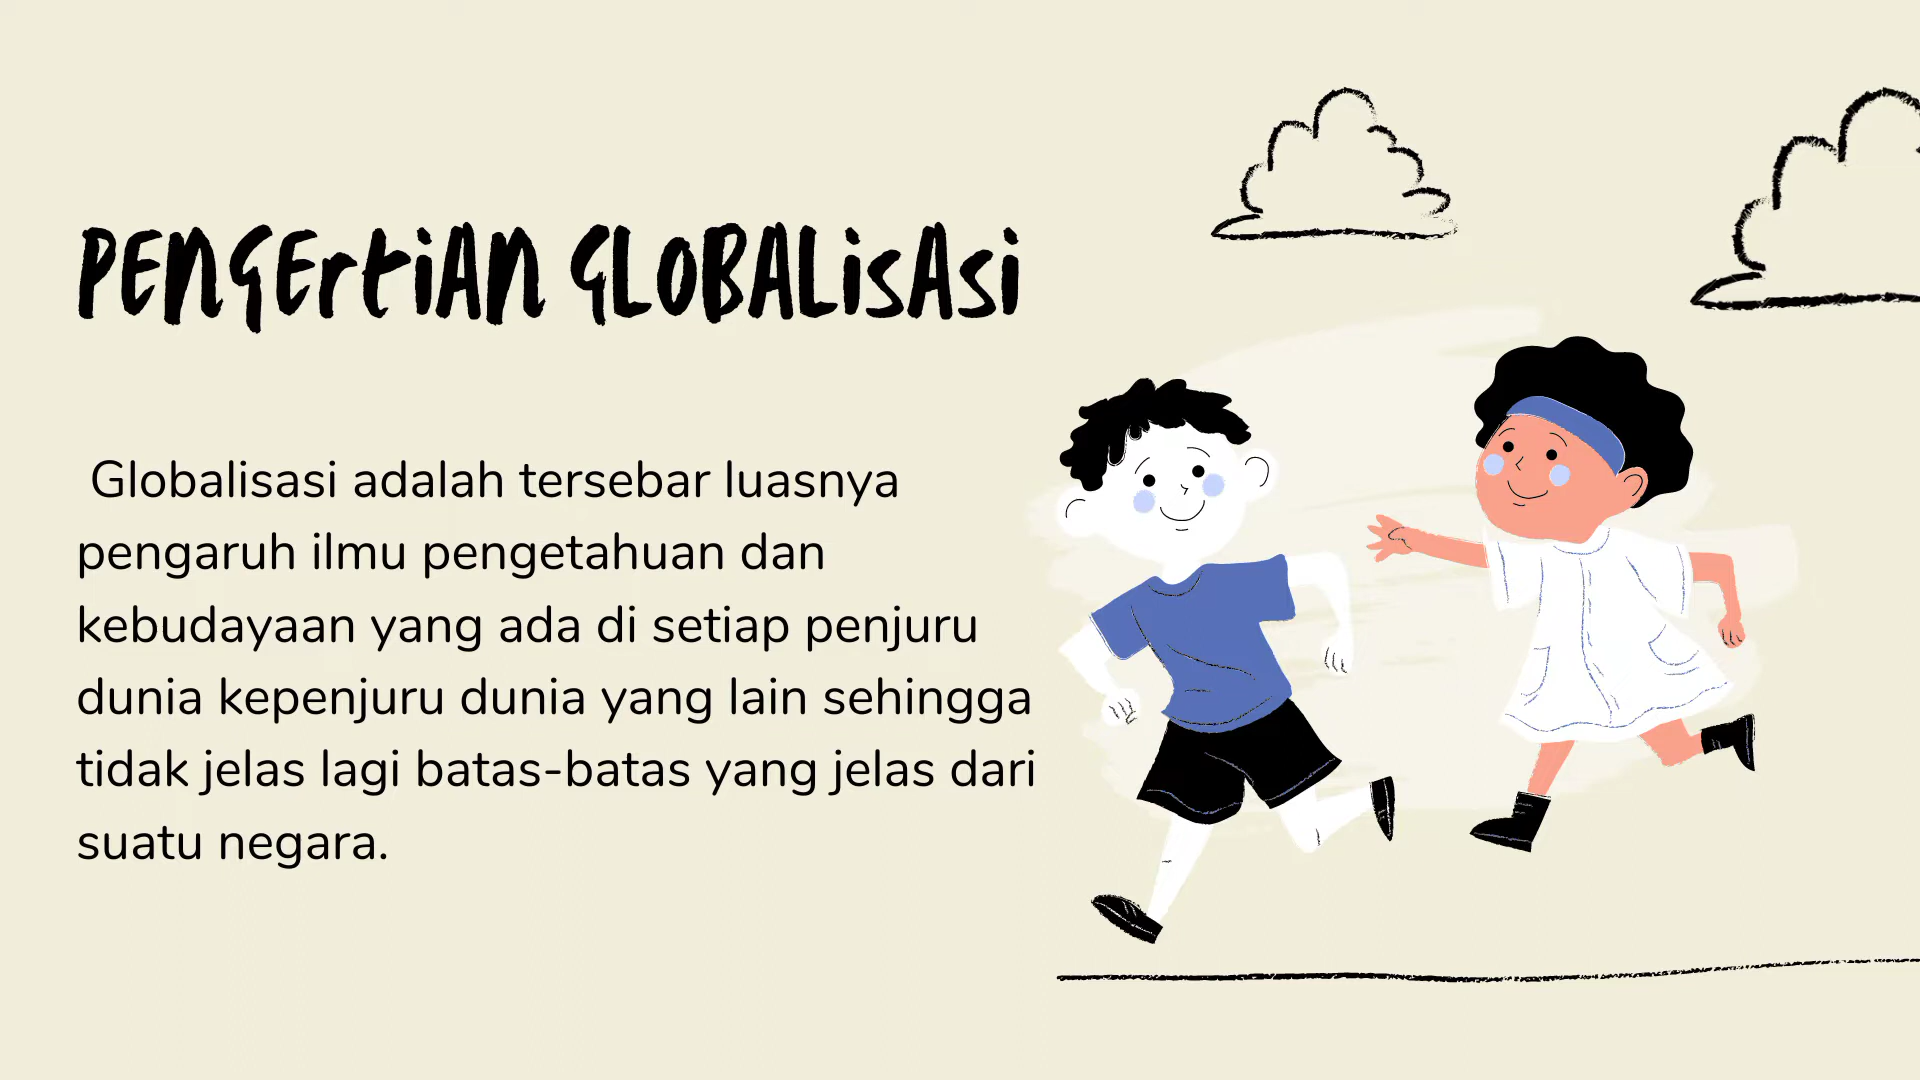 PENGErtiAN GLOBALisAsi
Globalisasi adalah tersebar luasnya
pengaruh ilmu pengetahuan dan
kebudayaan yang ada di setiap penjuru
dunia kepenjuru dunia yang lain sehingga
tidak jelas lagi batas-batas yang jelas dari
suatu negara.